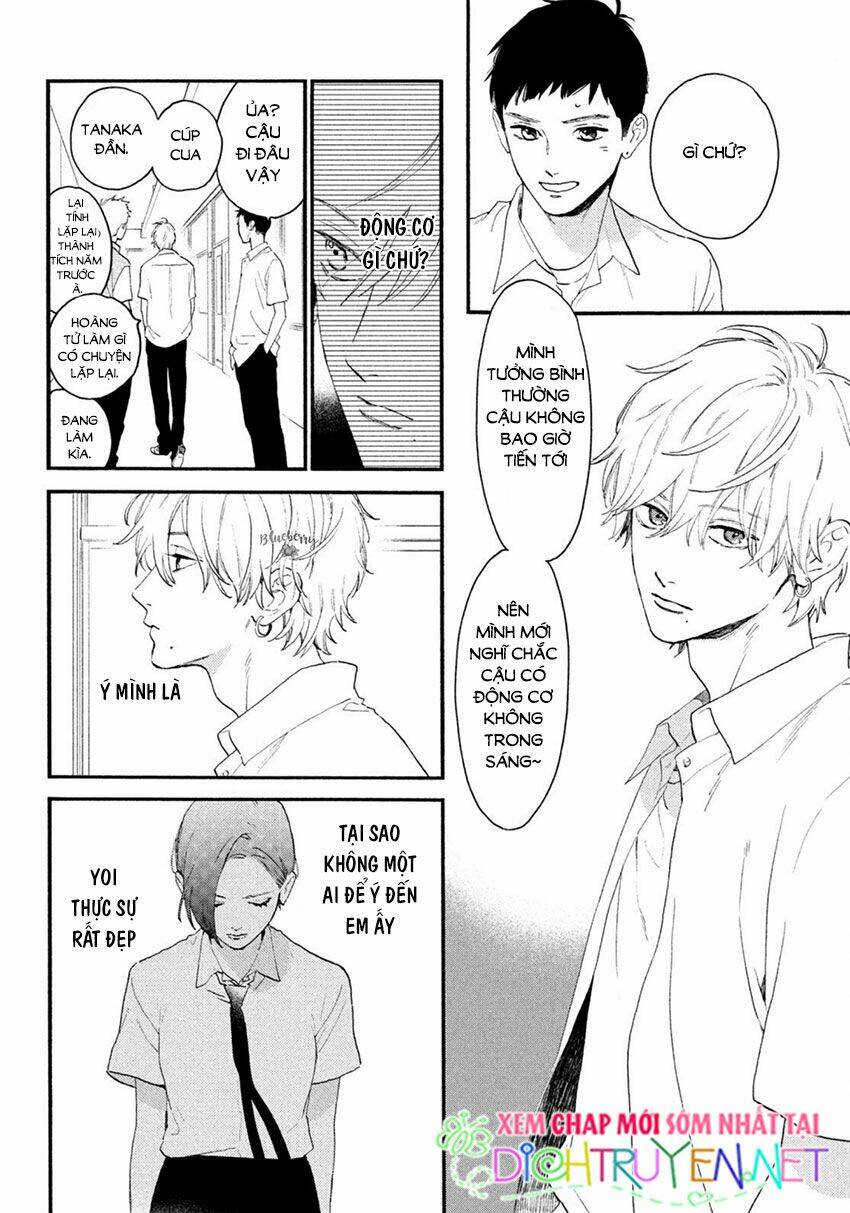 GÌ CHỨ?
MÌNH
TƯỞNG BÌNH
THƯỜNG
CẬU KHÔNG
BAO GIỜ
TIẾN TỚI
NÊN
MÌNH MỚI
NGHĨ CHẮC
CẬU CÓ
ĐỘNG CƠ
KHÔNG
TRONG
SÁNG~
ĐỘNG CƠ
GÌ CHỨ?
ỦA?
CẬU
ĐI ĐÂU
VẬY
CÚP
CUA
TANAKA
ĐẦN.
LẠI
TÍNH
LẶP LẠI
THÀNH
TÍCH NĂM
TRƯỚC
À.
HOÀNG
TỬ LÀM GÌ
CÓ CHUYỆN
LẶP LẠI.
ĐANG
LÀM
KÌA.
Blueberry
Ý MÌNH LÀ
TẠI SAO
KHÔNG MỘT
AI ĐỂ Ý ĐẾN
EM ẤY
YOI
THỰC SỰ
RẤT ĐẸP
XEM CHAP MỚI SỚM NHẤT TẠI
DICHTRUYEN.NET